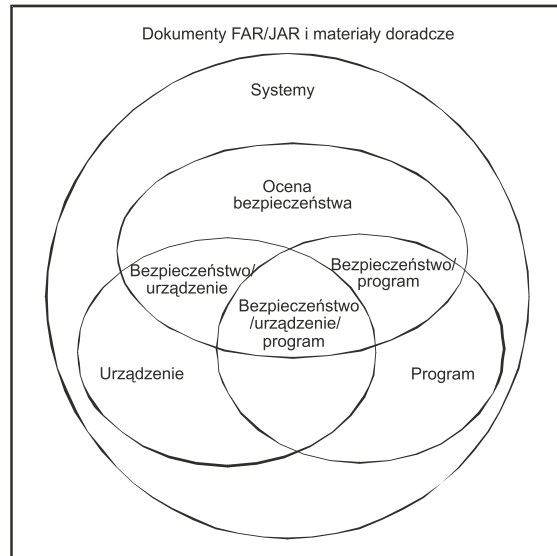 Dokumenty FAR/JAR i materiały doradcze
Systemy
Ocena
bezpieczeństwa
Bezpieczeństwo/
urządzenie
Bezpieczeństwo/
program
Bezpieczeństwo
/urządzenie/
program
Urządzenie
Program